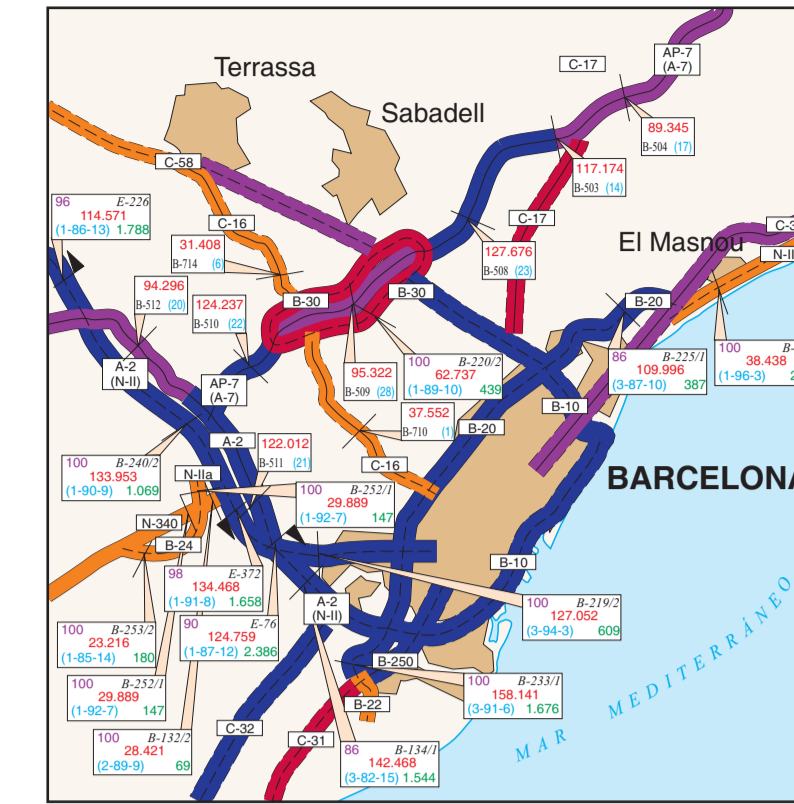 AP-7
(A-7)
C-17
Terrassa
Sabadell
89.345
B-504 (17)
C-58
117.174
B-503 (14)
96 E-226
114.571
(1-86-13) 1.788
C-16
C-17
31.408
B-714 (6)
127.676
B-508 (23)
El Masnou
C-3
N-II
94.296
B-512 (20)
124.237
B-510 (22)
B-30
B-30
B-20
A-2
(N-II)
AP-7
(A-7)
95.322
B-509 (28)
100 B-220/2
62.737
(1-89-10) 439
86 B-225/1
109.996
(3-87-10) 387
100 B-
38.438
(1-96-3) 2
37.552
B-710 (1)
B-10
B-20
A-2
122.012
B-511 (21)
100 B-240/2
133.953
(1-90-9) 1.069
N-IIa
C-16
BARCELONA
100 B-252/1
29.889
(1-92-7) 147
N-340
B-24
B-10
98 E-372
134.468
(1-91-8) 1.658
A-2
(N-II)
100 B-219/2
127.052
(3-94-3) 609
90 E-76
124.759
(1-87-12) 2.386
100 B-253/2
23.216
(1-85-14) 180
B-250
100 B-252/1
29.889
(1-92-7) 147
100 B-233/1
158.141
(3-91-6) 1.676
B-22
C-32
C-31
100 B-132/2
28.421
(2-89-9) 69
86 B-134/1
142.468
(3-82-15) 1.544
MAR MEDITERRÁNEO